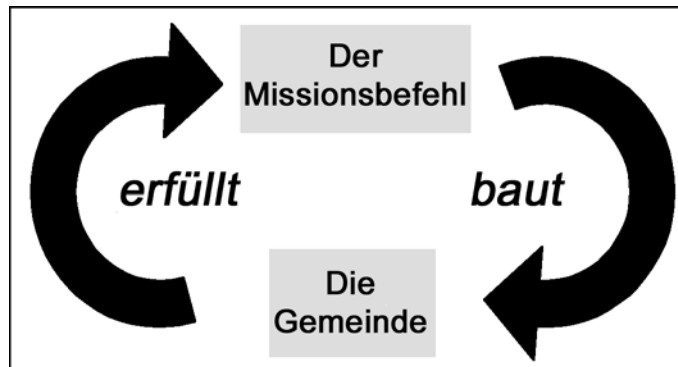 Der
Missionsbefehl
erfüllt
baut
Die
Gemeinde